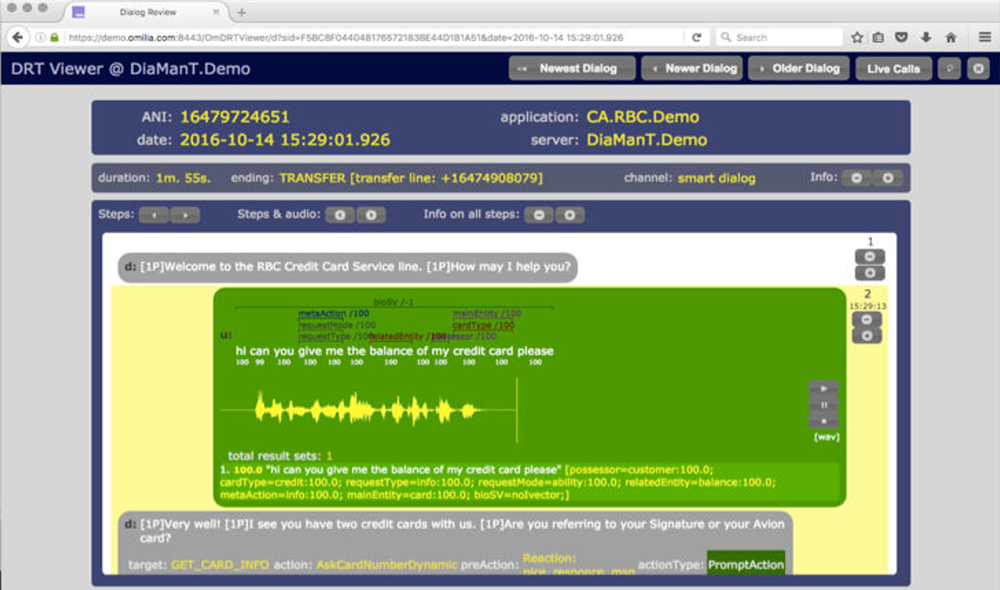 Dialog Review
https://demo.omilia.com:8443/OmDRTViewer/d?sid=F5BC8F044048176572183BE44D1B1A51&date=2016-10-14 15:29:01.926
Search
DRT Viewer @ DiaManT.Demo
Newest Dialog
Newer Dialog
Older Dialog
Live Calls
ANI: 16479724651 application: CA.RBC.Demo
date: 2016-10-14 15:29:01.926 server: DiaManT.Demo
duration: 1m. 55s. ending: TRANSFER [transfer line: +16474908079] channel: smart dialog Info:
Steps: Steps & audio: Info on all steps:
1
d: [1P]Welcome to the RBC Credit Card Service line. [1P]How may I help you?
2
15:29:13
bioSV /-1
metaAction /100 mainEntity /100
requestMode /100 cardType /100
u: requestType /100 relatedEntity /100 possessor /100
hi can you give me the balance of my credit card please
100 99 100 100 100 100 100 100 100 100 100 100
[wav]
total result sets: 1
1. 100.0 "hi can you give me the balance of my credit card please" [possessor=customer:100.0;
cardType=credit:100.0; requestType=info:100.0; requestMode=ability:100.0; relatedEntity=balance:100.0;
metaAction=info:100.0; mainEntity=card:100.0; bioSV=noIvector;]
d: [1P]Very well! [1P]I see you have two credit cards with us. [1P]Are you referring to your Signature or your Avion
card?
target: GET_CARD_INFO action: AskCardNumberDynamic preAction: Reaction: actionType: PromptAction
nice_responce_msg